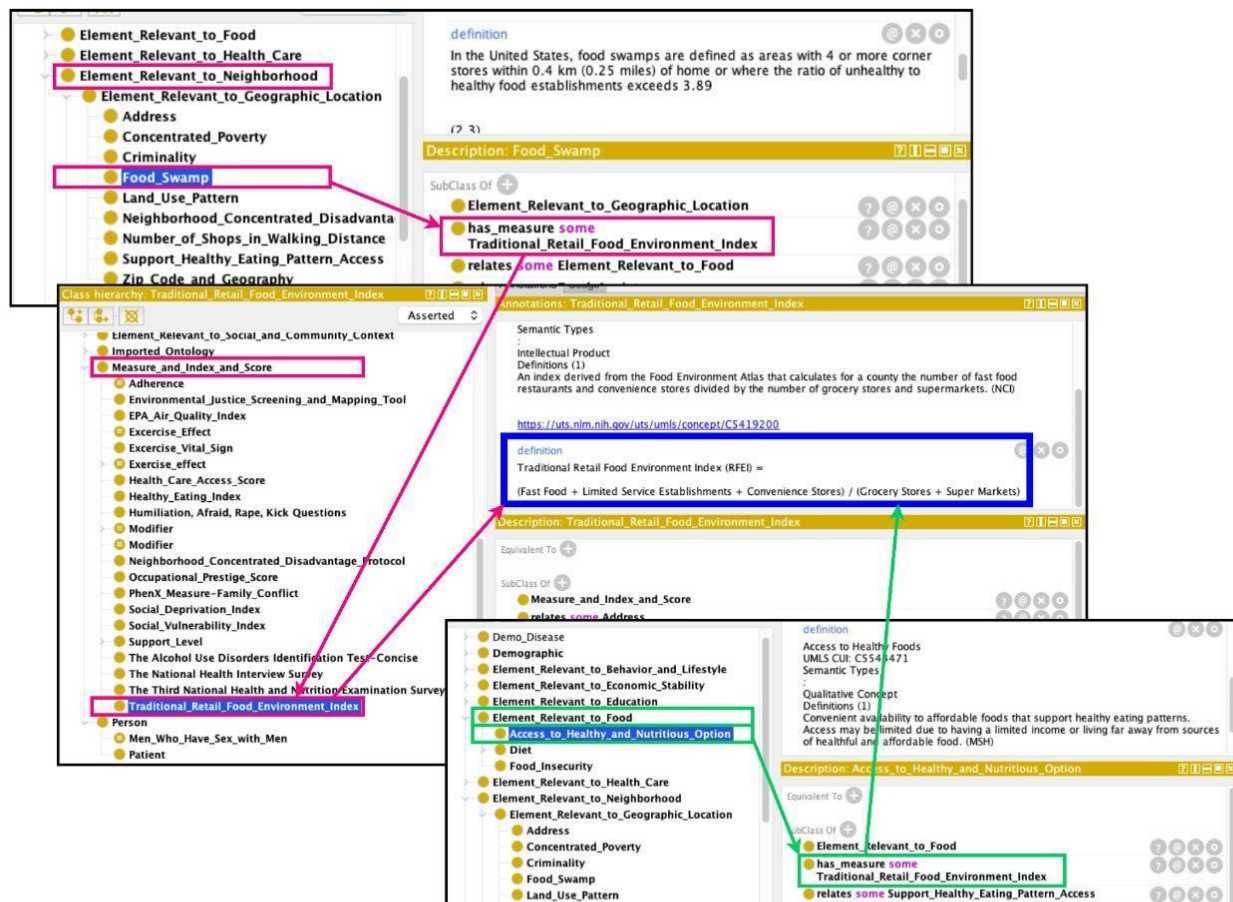 Element_Relevant_to_Food
Element_Relevant_to_Health_Care
Element_Relevant_to_Neighborhood
Element_Relevant_to_Geographic_Location
Address
Concentrated_Poverty
Criminality
Food_Swamp
Land_Use_Pattern
Neighborhood_Concentrated_Disadvanta
Number_of_Shops_in_Walking_Distance
Support_Healthy_Eating_Pattern_Access
Zip_Code_and_Geography
definition
In the United States, food swamps are defined as areas with 4 or more corner
stores within 0.4 km (0.25 miles) of home or where the ratio of unhealthy to
healthy food establishments exceeds 3.89
(2,3)
Description: Food_Swamp
SubClass Of
Element_Relevant_to_Geographic_Location
has_measure some
Traditional_Retail_Food_Environment_Index
relates some Element_Relevant_to_Food
Class hierarchy: Traditional_Retail_Food_Environment_Index
Asserted
Element_Relevant_to_Social_and_Community_Context
Imported_Ontology
Measure_and_Index_and_Score
Adherence
Environmental_Justice_Screening_and_Mapping_Tool
EPA_Air_Quality_Index
Excercise_Effect
Excercise_Vital_Sign
Exercise_effect
Health_Care_Access_Score
Healthy_Eating_Index
Humiliation, Afraid, Rape, Kick Questions
Modifier
Modifier
Neighborhood_Concentrated_Disadvantage_Protocol
Occupational_Prestige_Score
PhenX_Measure-Family_Conflict
Social_Deprivation_Index
Social_Vulnerability_Index
Support_Level
The Alcohol Use Disorders Identification Test-Concise
The National Health Interview Survey
The Third National Health and Nutrition Examination Survey
Traditional_Retail_Food_Environment_Index
Person
Men_Who_Have_Sex_with_Men
Patient
Annotations: Traditional_Retail_Food_Environment_Index
Semantic Types
:
Intellectual Product
Definitions (1)
An index derived from the Food Environment Atlas that calculates for a county the number of fast food
restaurants and convenience stores divided by the number of grocery stores and supermarkets. (NCI)
https://uts.nlm.nih.gov/uts/umls/concept/C5419200
definition
Traditional Retail Food Environment Index (RFEI) =
(Fast Food + Limited Service Establishments + Convenience Stores) / (Grocery Stores + Super Markets)
Description: Traditional_Retail_Food_Environment_Index
Equivalent To
SubClass Of
Measure_and_Index_and_Score
relates some Address
Demo_Disease
Demographic
Element_Relevant_to_Behavior_and_Lifestyle
Element_Relevant_to_Economic_Stability
Element_Relevant_to_Education
Element_Relevant_to_Food
Access_to_Healthy_and_Nutritious_Option
Diet
Food_Insecurity
Element_Relevant_to_Health_Care
Element_Relevant_to_Neighborhood
Element_Relevant_to_Geographic_Location
Address
Concentrated_Poverty
Criminality
Food_Swamp
Land_Use_Pattern
definition
Access to Healthy Foods
UMLS CUI: C5544471
Semantic Types
:
Qualitative Concept
Definitions (1)
Convenient availability to affordable foods that support healthy eating patterns.
Access may be limited due to having a limited income or living far away from sources
of healthful and affordable food. (MSH)
Description: Access_to_Healthy_and_Nutritious_Option
Equivalent To
SubClass Of
Element_Relevant_to_Food
has_measure some
Traditional_Retail_Food_Environment_Index
relates some Support_Healthy_Eating_Pattern_Access